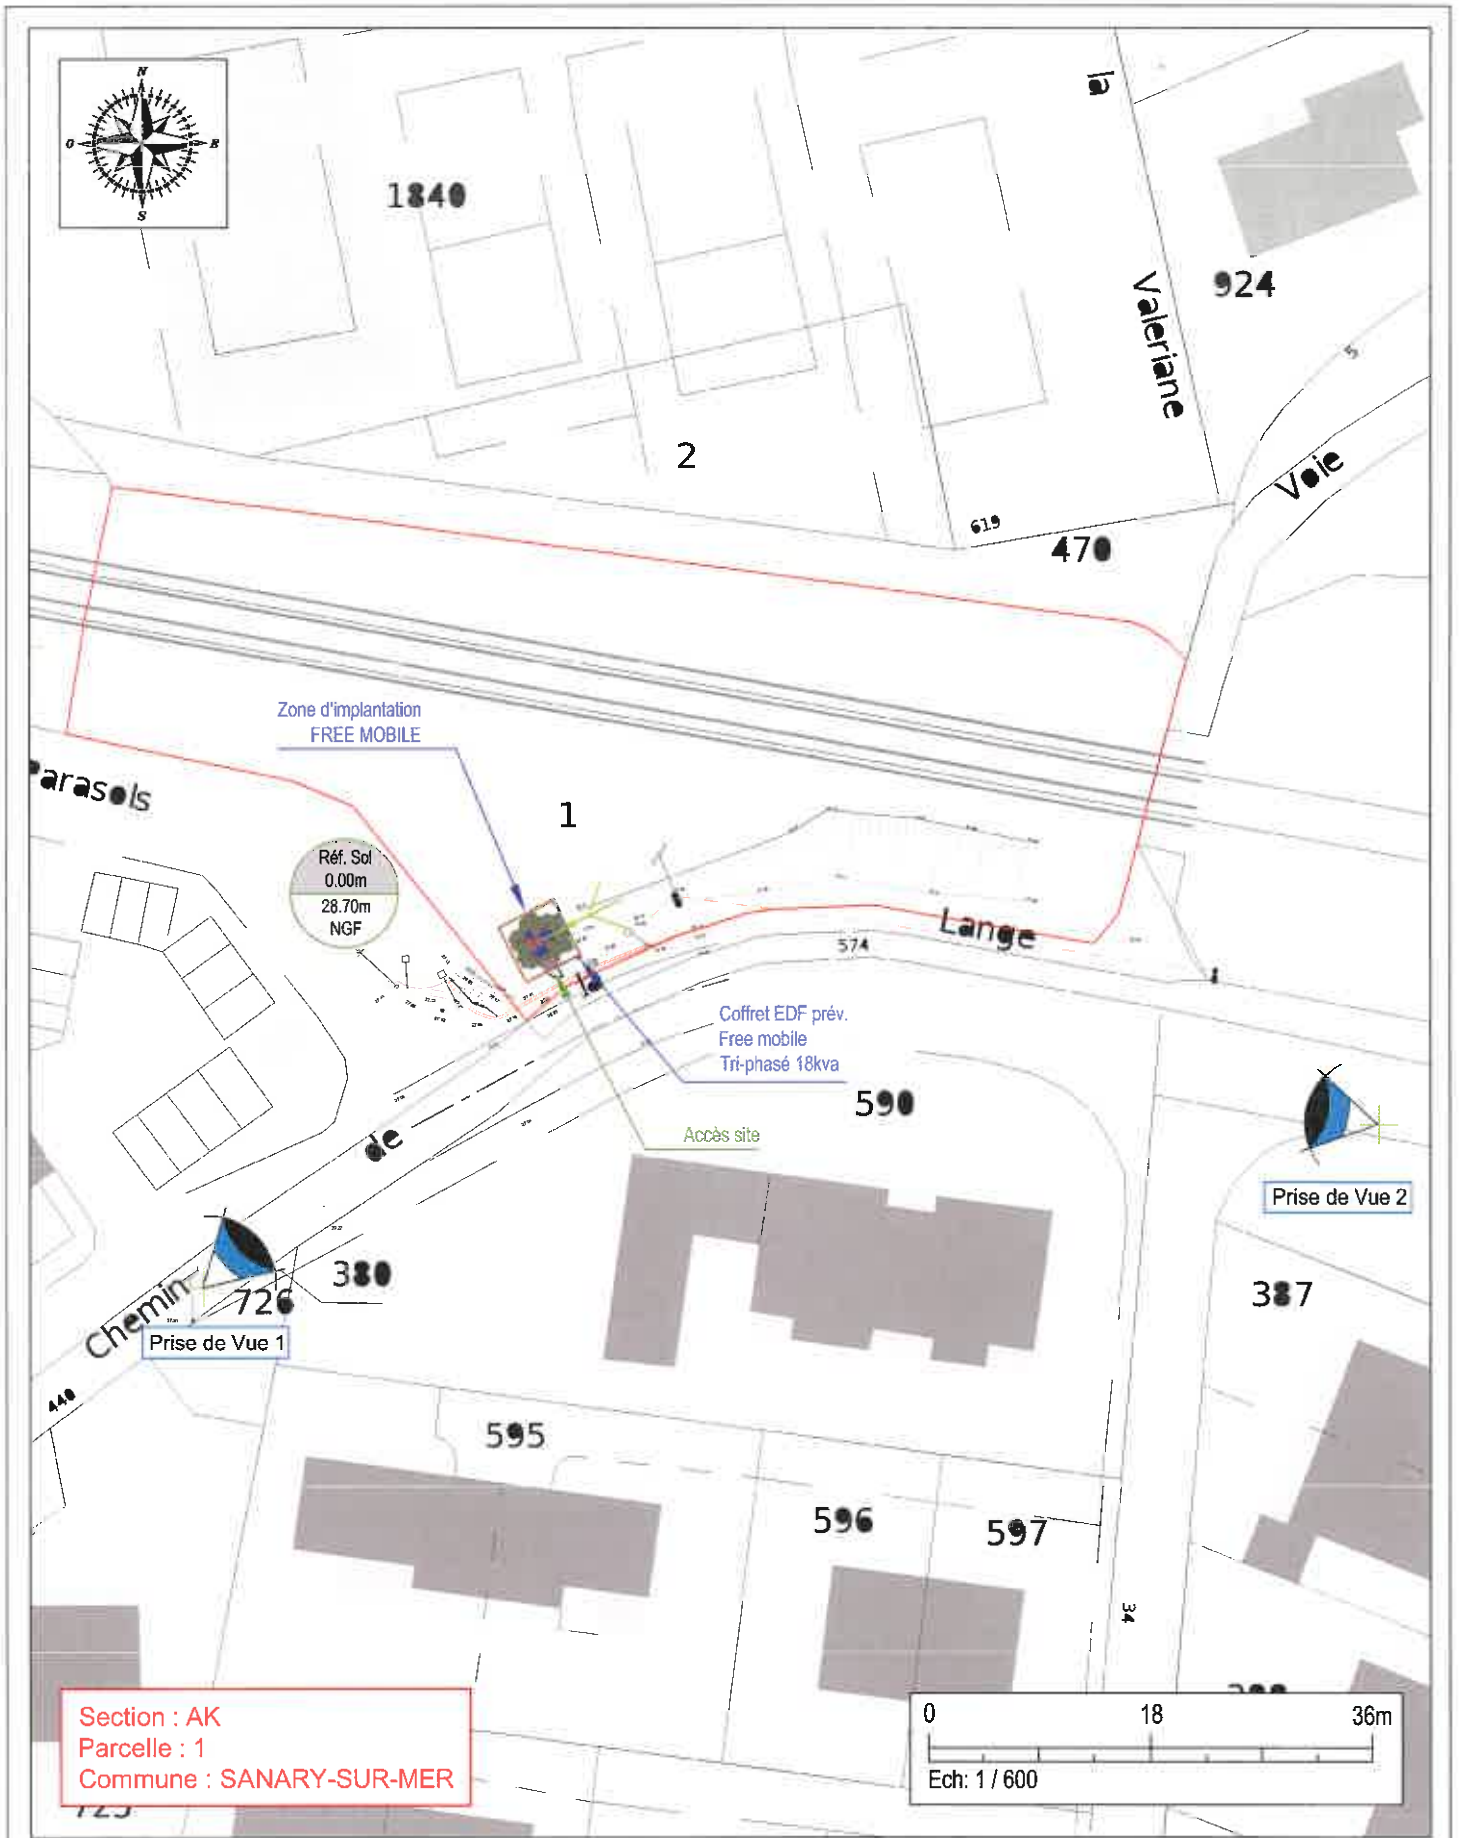 N
O
E
S
1840
la
924
Valeriane
5
2
Voie
619
470
Zone d'implantation
FREE MOBILE
Parasols
1
Réf. Sol
0.00m
28.70m
NGF
Lange
574
la
Coffret EDF prév.
Free mobile
Tri-phasé 18kva
590
Accès site
de
Prise de Vue 2
380
726
387
Chemin
Prise de Vue 1
440
595
596
597
34
Section : AK
Parcelle : 1
Commune : SANARY-SUR-MER
0
18
36m
Ech: 1 / 600